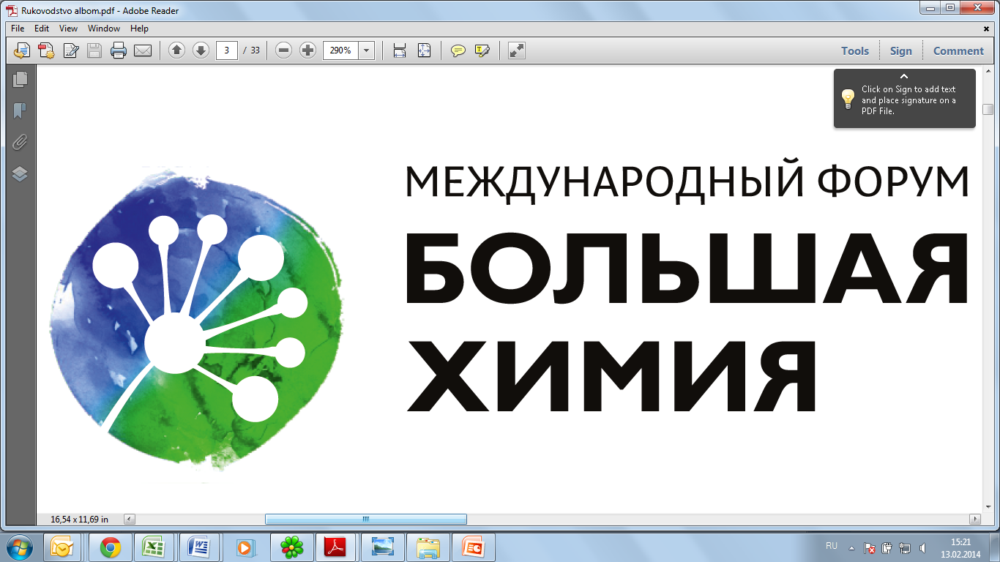 Rukovodstvo albom.pdf - Adobe Reader
File Edit View Window Help
3 / 33 290% Tools Sign Comment
Click on Sign to add text
and place signature on a
PDF File.
МЕЖДУНАРОДНЫЙ ФОРУМ
БОЛЬШАЯ
ХИМИЯ
16,54 x 11,69 in
RU 15:21
13.02.2014